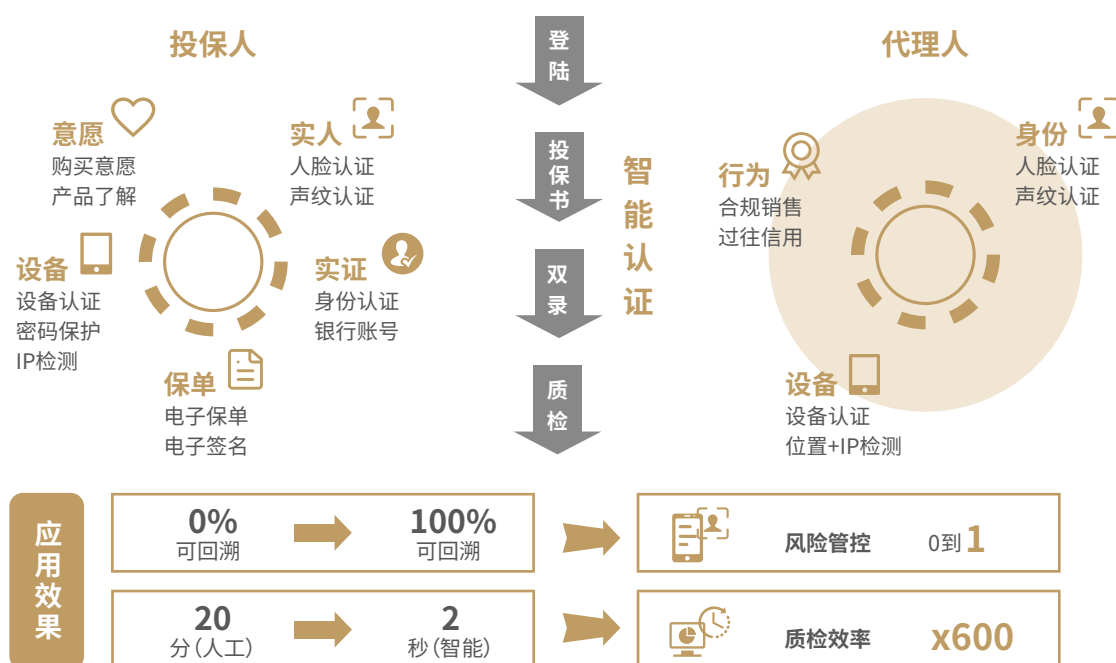 投保人
意愿
购买意愿
产品了解
实人
人脸认证
声纹认证
设备
设备认证
密码保护
IP检测
实证
身份认证
银行账号
保单
电子保单
电子签名
登陆
投保书
双录
质检
智能认证
代理人
行为
合规销售
过往信用
身份
人脸认证
声纹认证
设备
设备认证
位置+IP检测
应用效果
0%
可回溯
100%
可回溯
风险管控 0到1
20
分（人工）
2
秒（智能）
质检效率 x600